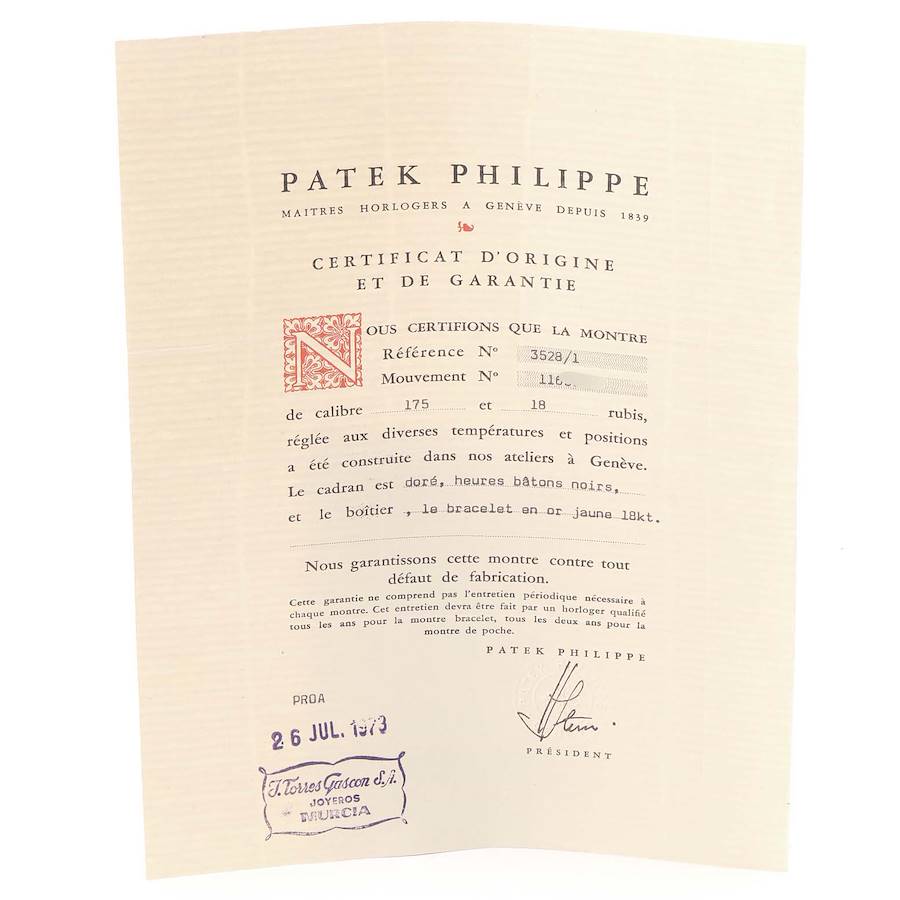 PATEK PHILIPPE
MAITRES HORLOGERS A GENÈVE DEPUIS 1839
CERTIFICAT D'ORIGINE
ET DE GARANTIE
NOUS CERTIFIONS QUE LA MONTRE
Référence Nº 3528/1
Mouvement Nº 116
de calibre 175 et 18 rubis,
réglée aux diverses températures et positions
a été construite dans nos ateliers à Genève.
Le cadran est doré, heures bâtons noirs,
et le boîtier , le bracelet en or jaune 18kt.
Nous garantissons cette montre contre tout
défaut de fabrication.
Cette garantie ne comprend pas l'entretien périodique nécessaire à
chaque montre. Cet entretien devra être fait par un horloger qualifié
tous les ans pour la montre bracelet, tous les deux ans pour la
montre de poche.
PATEK PHILIPPE
PRÉSIDENT
PROA
26 JUL. 1973
J. Torres Gascon S.A.
JOYEROS
MURCIA